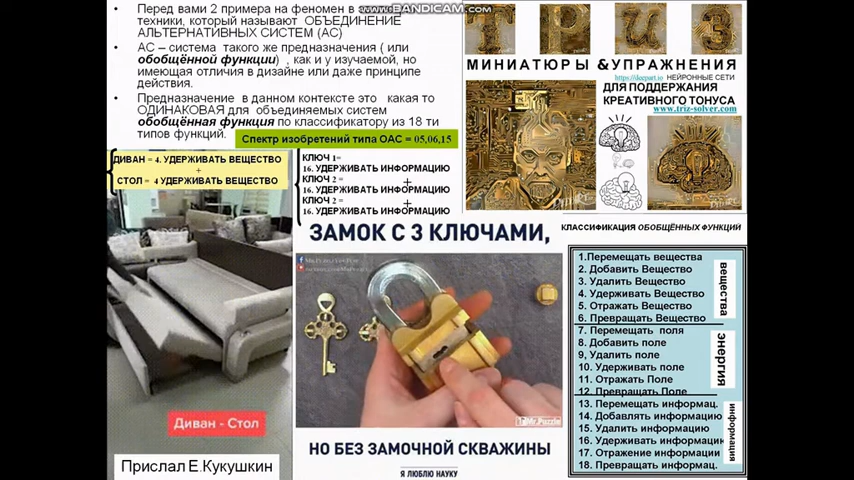 www.BANDICAM.com
Перед вами 2 примера на феномен в э
техники, который называют ОБЪЕДИНЕНИЕ
АЛЬТЕРНАТИВНЫХ СИСТЕМ (АС)
АС – система такого же предназначения ( или
обобщённой функции) , как и у изучаемой, но
имеющая отличия в дизайне или даже принципе
действия.
Предназначение в данном контексте это какая то
ОДИНАКОВАЯ для объединяемых систем
обобщённая функция по классификатору из 18 ти
типов функций.
Спектр изобретений типа ОАС = 05,06,15
ДИВАН = 4. УДЕРЖИВАТЬ ВЕЩЕСТВО
+
СТОЛ = 4 УДЕРЖИВАТЬ ВЕЩЕСТВО
КЛЮЧ 1=
16. УДЕРЖИВАТЬ ИНФОРМАЦИЮ
КЛЮЧ 2 = +
16. УДЕРЖИВАТЬ ИНФОРМАЦИЮ
КЛЮЧ 2 = +
16. УДЕРЖИВАТЬ ИНФОРМАЦИЮ
Диван - Стол
Прислал Е.Кукушкин
ЗАМОК С 3 КЛЮЧАМИ,
Mr.Puzzle
НО БЕЗ ЗАМОЧНОЙ СКВАЖИНЫ
Я ЛЮБЛЮ НАУКУ
Т Р И З
МИНИАТЮРЫ &УПРАЖНЕНИЯ
https://deepart.io НЕЙРОННЫЕ СЕТИ
ДЛЯ ПОДДЕРЖАНИЯ
КРЕАТИВНОГО ТОНУСА
www.triz-solver.com
КЛАССИФИКАЦИЯ ОБОБЩЁННЫХ ФУНКЦИЙ
1.Перемещать вещества
2. Добавить Вещество
3. Удалить Вещество
4. Удерживать Вещество
5. Отражать Вещество
6. Превращать Вещество
вещества
7. Перемещать поля
8. Добавить поле
9, Удалить поле
10. Удерживать поле
11. Отражать Поле
12. Превращать Поле
энергия
13. Перемещать информац.
14. Добавлять информацию
15. Удалить информацию
16. Удерживать информацию
17. Отражение информации
18. Превращать информац.
информация